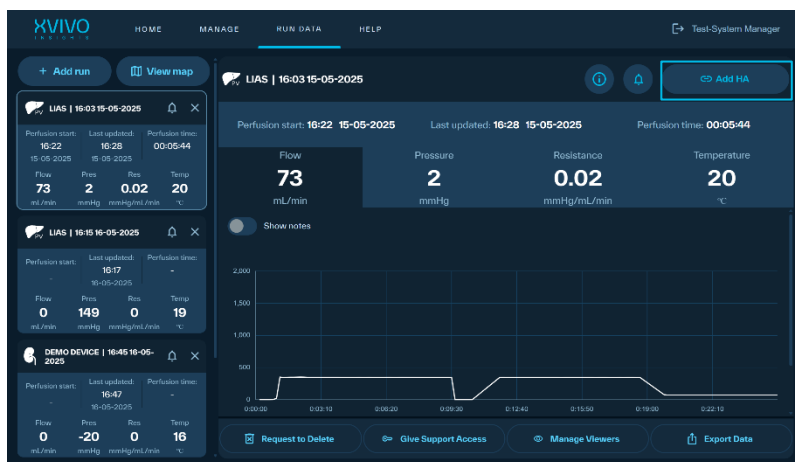 XVIVO
INSIGHTS
HOME MANAGE RUN DATA HELP
Test-System Manager
+ Add run
View map
LIAS | 16:03 15-05-2025
PV
Perfusion start: Last updated: Perfusion time:
16:22 16:28 00:05:44
15-05-2025 15-05-2025
Flow Pres Res Temp
73 2 0.02 20
mL/min mmHg mmHg/mL/min °C
LIAS | 16:15 16-05-2025
PV
Perfusion start: Last updated: Perfusion time:
- 16:17 -
16-05-2025
Flow Pres Res Temp
0 149 0 19
mL/min mmHg mmHg/mL/min °C
DEMO DEVICE | 16:45 16-05-
2025
Perfusion start: Last updated: Perfusion time:
- 16:47 -
16-05-2025
Flow Pres Res Temp
0 -20 0 16
mL/min mmHg mmHg/mL/min °C
PV LIAS | 16:03 15-05-2025
Add HA
Perfusion start: 16:22 15-05-2025 Last updated: 16:28 15-05-2025 Perfusion time: 00:05:44
Flow Pressure Resistance Temperature
73 2 0.02 20
mL/min mmHg mmHg/mL/min °C
Show notes
2,000
1,500
1,000
500
0
0:00:00 0:03:10 0:06:20 0:09:30 0:12:40 0:15:50 0:19:00 0:22:10
Request to Delete Give Support Access Manage Viewers Export Data